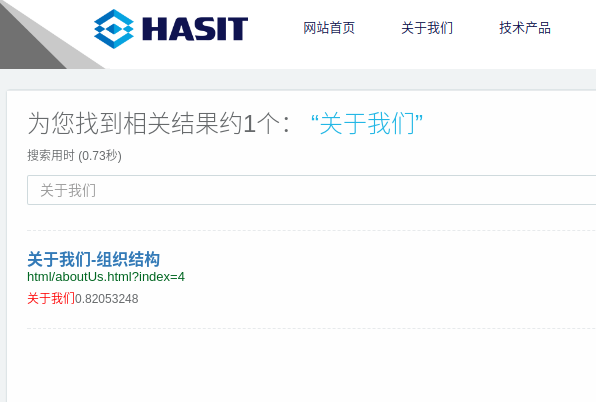 HASIT 网站首页 关于我们 技术产品
为您找到相关结果约1个： “关于我们”
搜索用时 (0.73秒)
关于我们
关于我们-组织结构
html/aboutUs.html?index=4
关于我们0.82053248